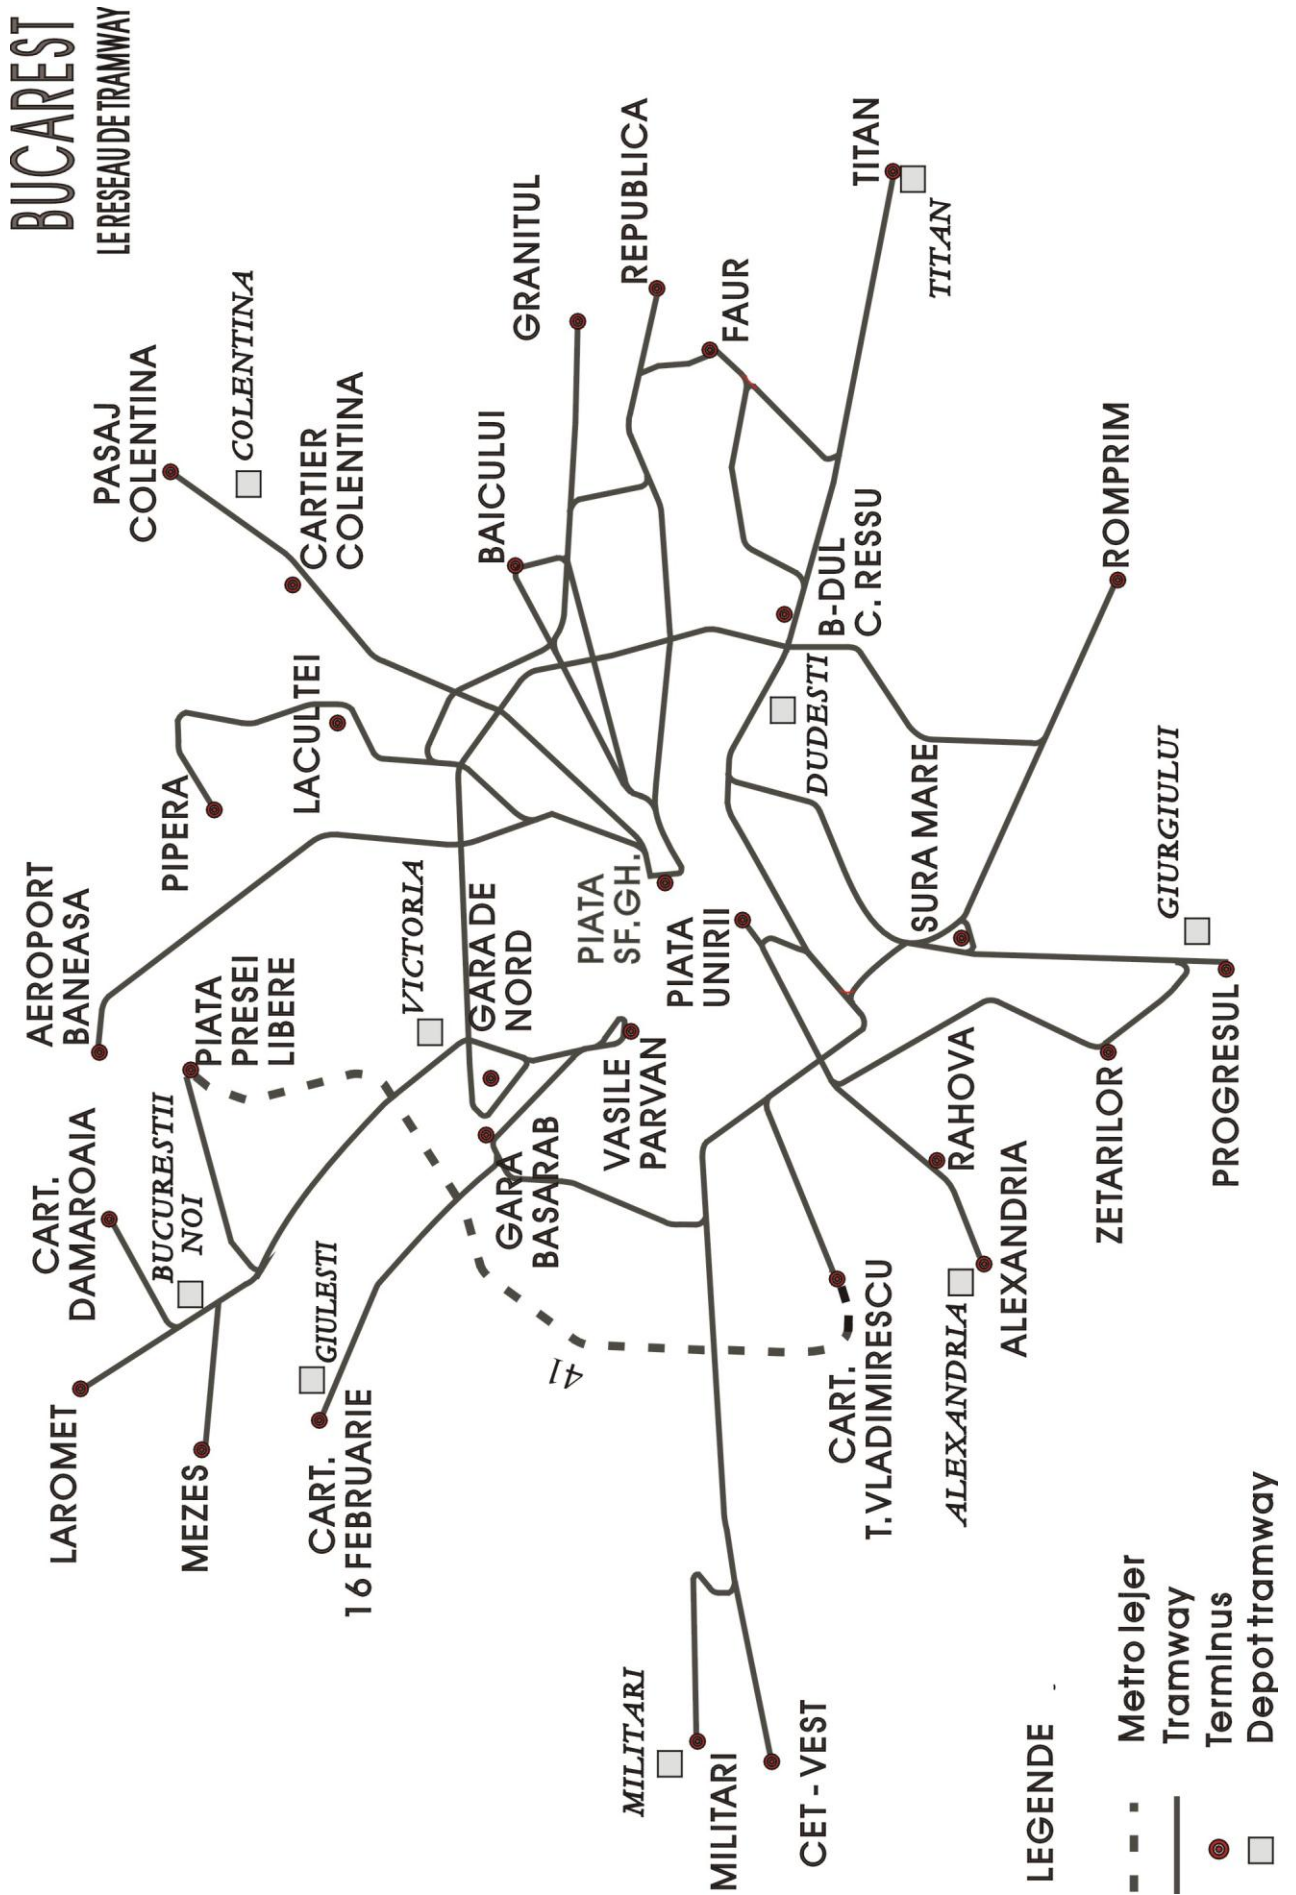 BUCAREST
LE RESEAU DE TRAMWAY
LAROMET
CART.
DAMAROAIA
AEROPORT
BANEASA
PASAJ
COLENTINA
MEZES
BUCURESTII
NOI
PIATA
PRESEI
LIBERE
PIPERA
COLENTINA
CART.
16 FEBRUARIE
GIULESTI
LACULTEI
CARTIER
COLENTINA
VICTORIA
GARA DE
NORD
BAICULUI
GRANITUL
GARA
BASARAB
41
PIATA
SF.GH.
REPUBLICA
VASILE
PARVAN
PIATA
UNIRII
FAUR
MILITARI
MILITARI
CET - VEST
CART.
T. VLADIMIRESCU
DUDESTI
B-DUL
C. RESSU
TITAN
TITAN
ALEXANDRIA
ALEXANDRIA
RAHOVA
SURA MARE
ROMPRIM
ZETARILOR
GIURGIULUI
PROGRESUL
LEGENDE
Metro lejer
Tramway
Terminus
Depot tramway